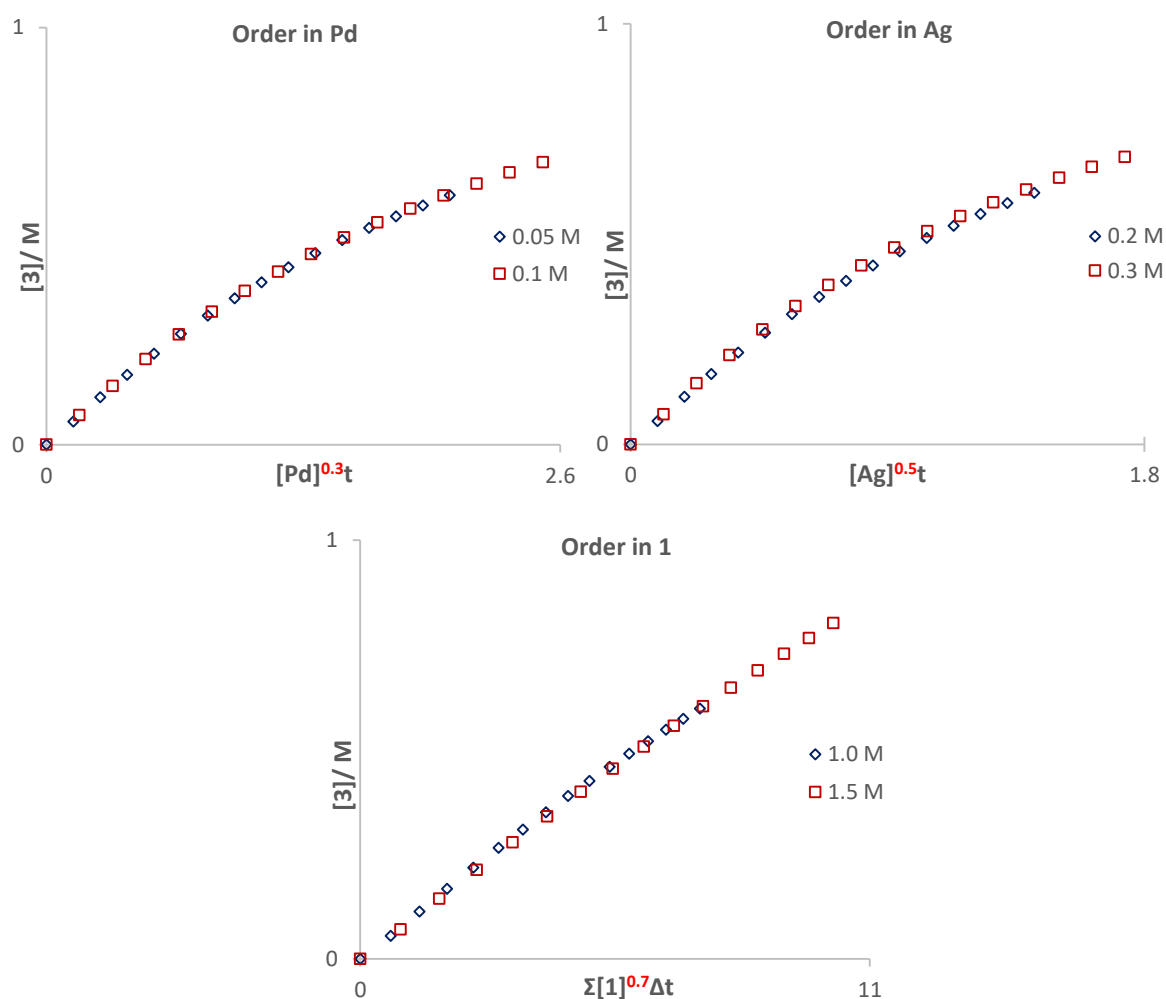 Order in Pd
1
[3]/ M
0.05 M
0.1 M
0
0
[Pd]^0.3t
2.6
Order in Ag
1
[3]/ M
0.2 M
0.3 M
0
0
[Ag]^0.5t
1.8
Order in 1
1
[3]/ M
1.0 M
1.5 M
0
0
Σ[1]^0.7Δt
11